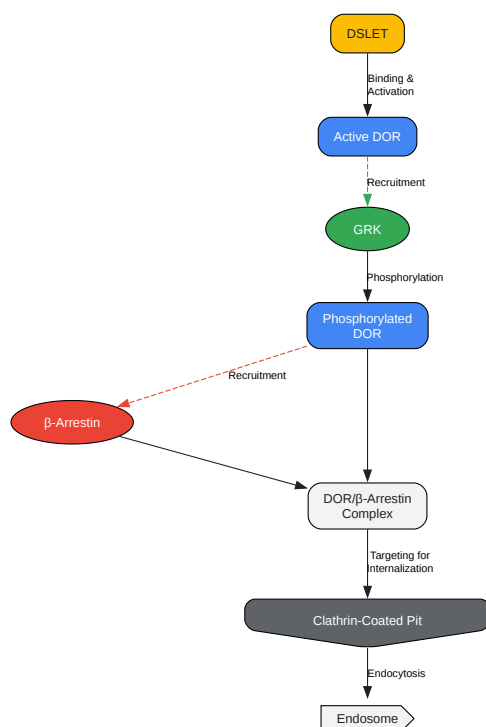 DSLET
Binding &
Activation
Active DOR
Recruitment
GRK
Phosphorylation
Phosphorylated
DOR
Recruitment
β-Arrestin
DOR/β-Arrestin
Complex
Targeting for
Internalization
Clathrin-Coated Pit
Endocytosis
Endosome